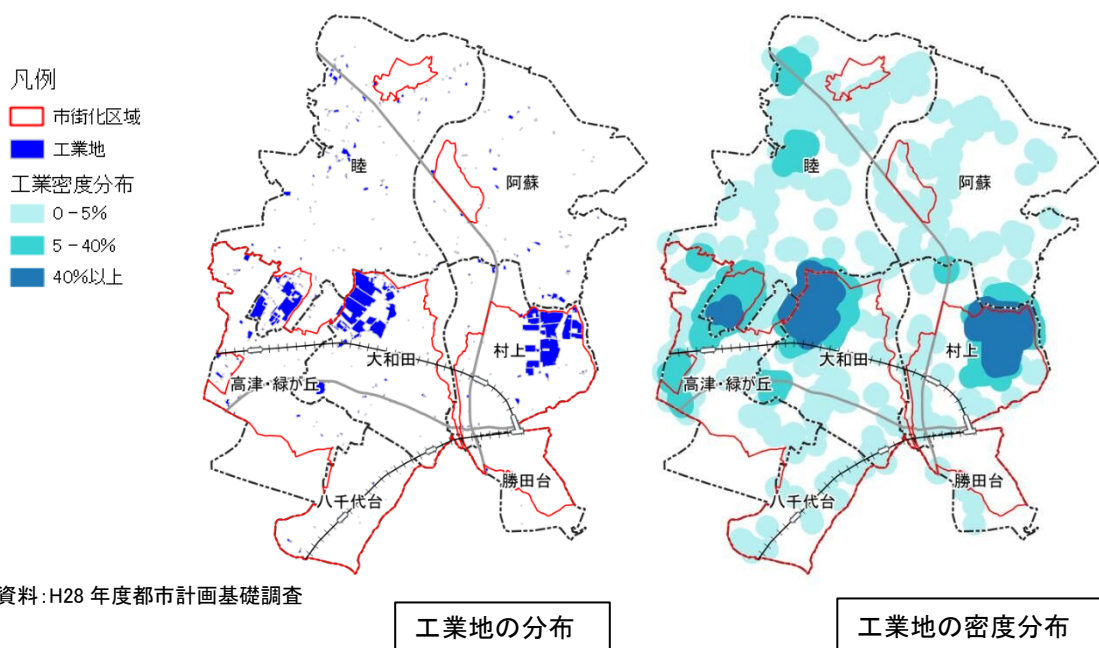 凡例
市街化区域
工業地
工業密度分布
0-5%
5-40%
40%以上
睦
阿蘇
大和田
村上
高津・緑が丘
勝田台
八千代台
睦
阿蘇
大和田
村上
高津・緑が丘
勝田台
八千代台
資料:H28 年度都市計画基礎調査
工業地の分布
工業地の密度分布